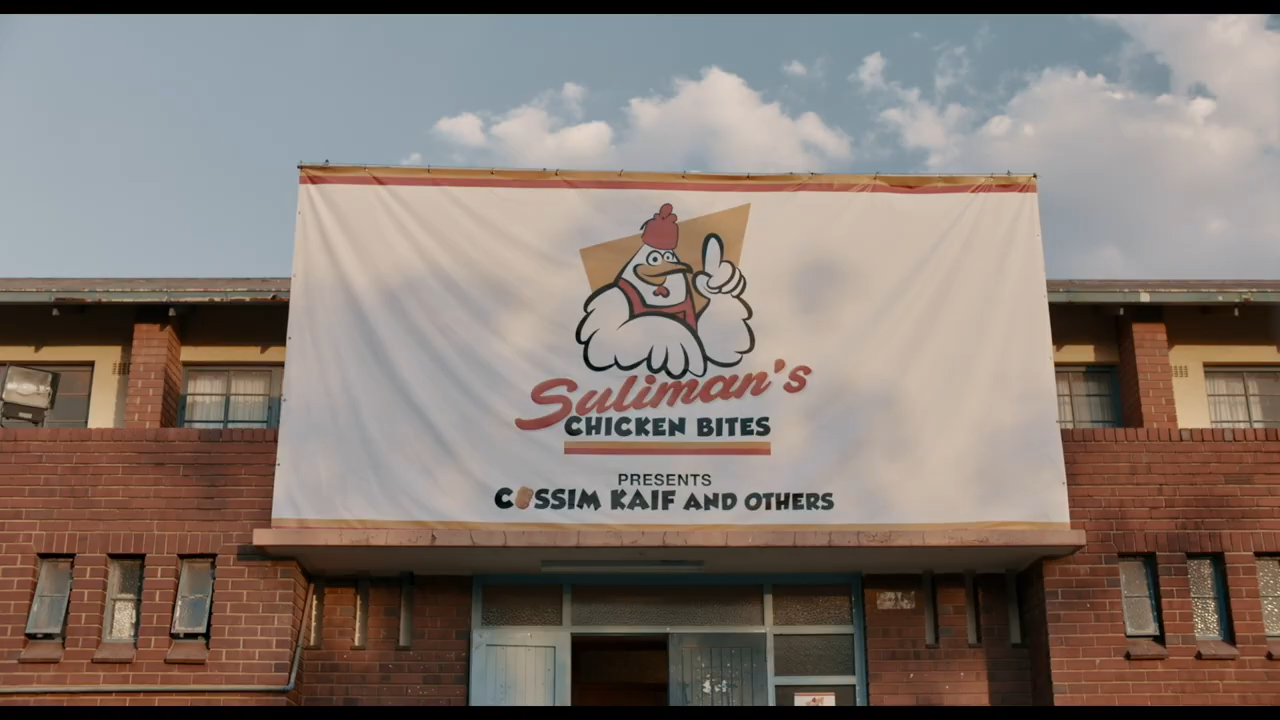 Suliman's
CHICKEN BITES
PRESENTS
COSSIM KAIF AND OTHERS